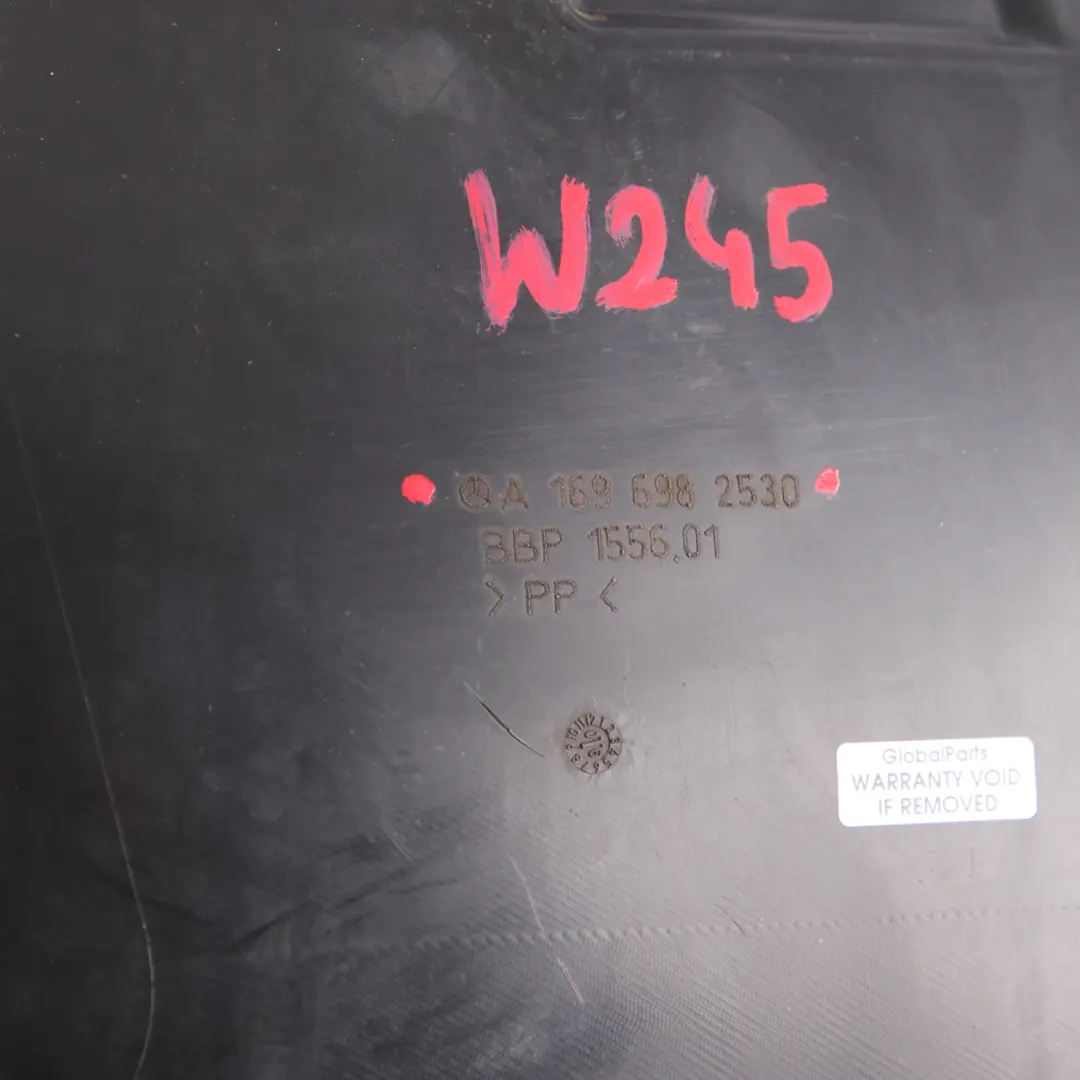 W245
A 169 698 2530
BBP 1556.01
> PP <
GlobalParts
WARRANTY VOID
IF REMOVED